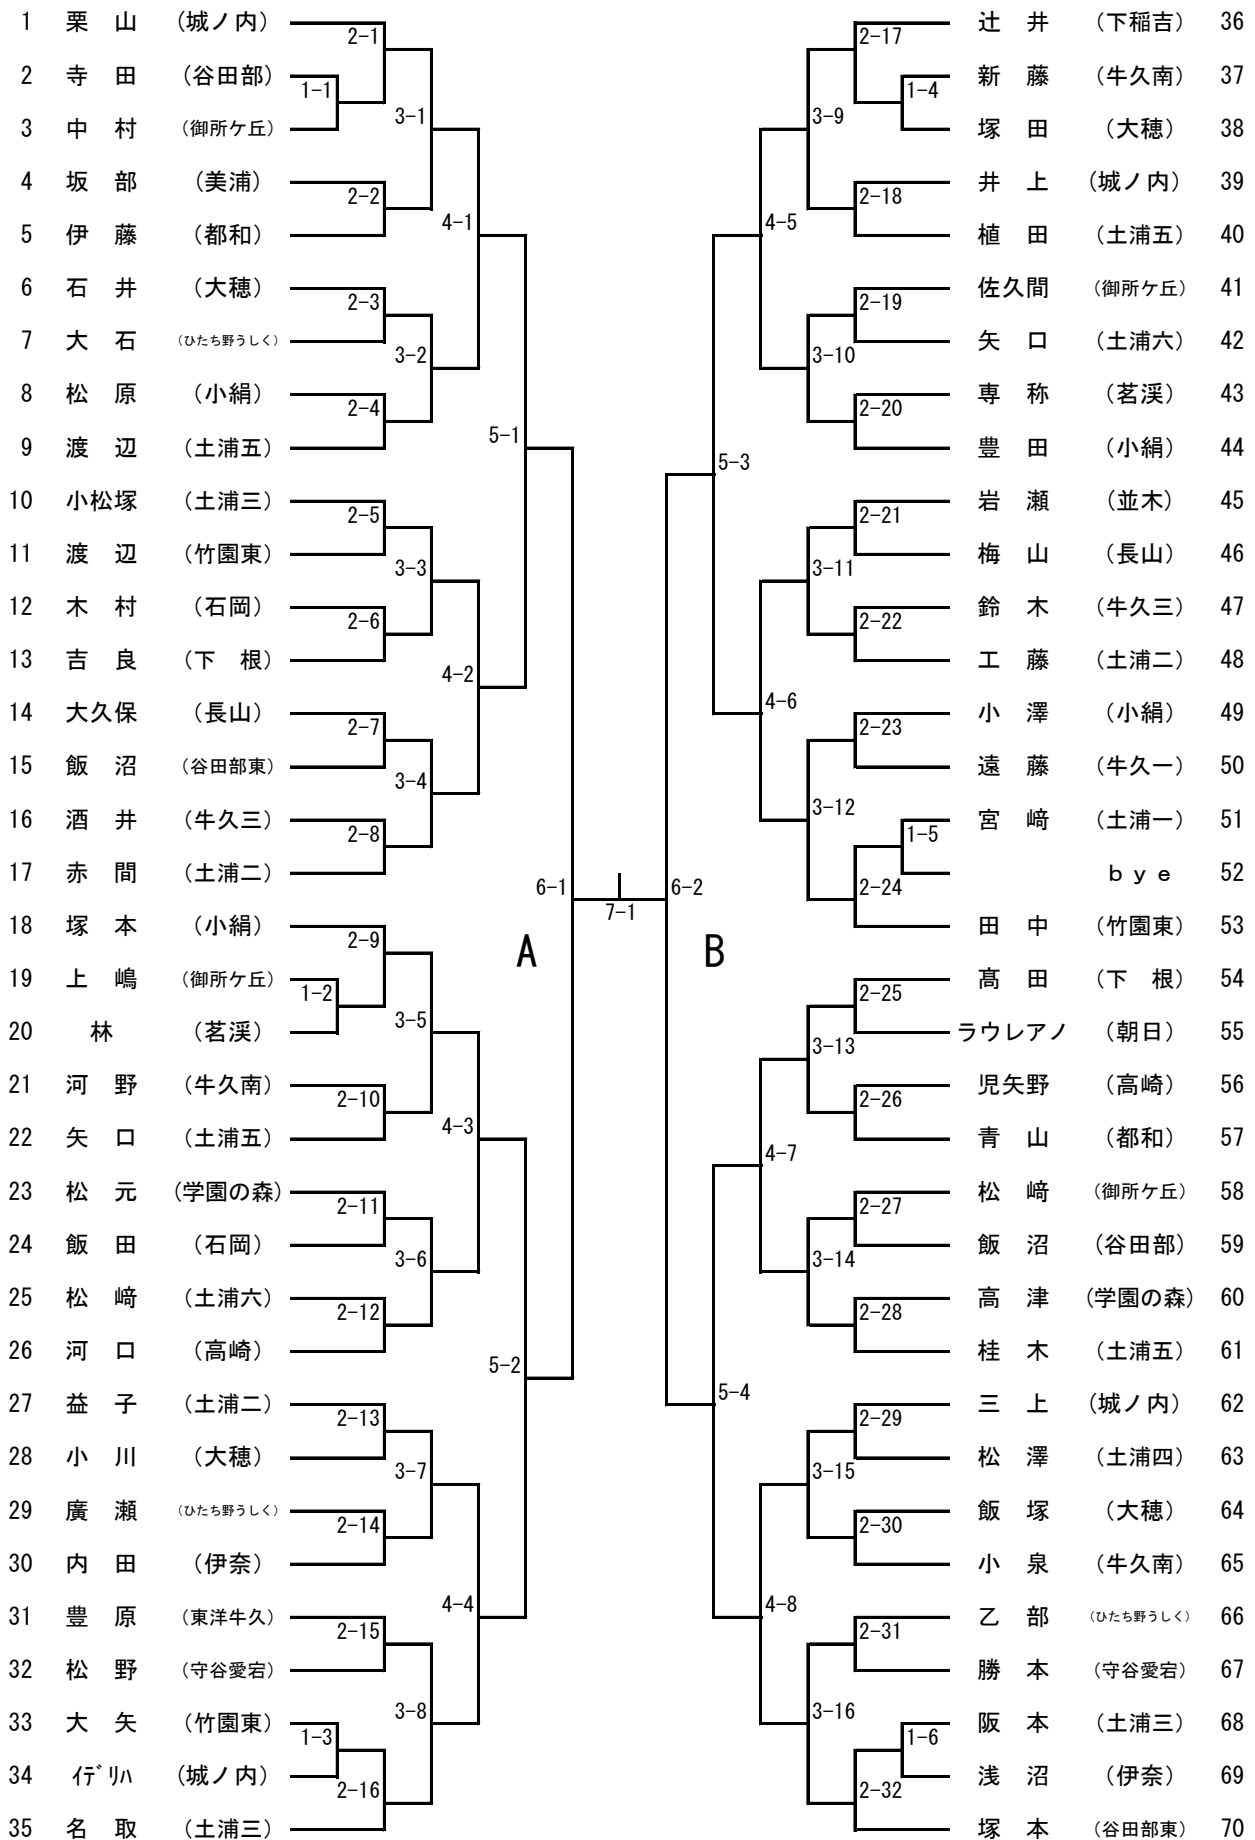 1 栗 山 （城ノ内）
2 寺 田 （谷田部）
3 中 村 （御所ケ丘）
4 坂 部 （美浦）
5 伊 藤 （都和）
6 石 井 （大穂）
7 大 石 （ひたち野うしく）
8 松 原 （小絹）
9 渡 辺 （土浦五）
10 小松塚 （土浦三）
11 渡 辺 （竹園東）
12 木 村 （石岡）
13 吉 良 （下 根）
14 大久保 （長山）
15 飯 沼 （谷田部東）
16 酒 井 （牛久三）
17 赤 間 （土浦二）
18 塚 本 （小絹）
19 上 嶋 （御所ケ丘）
20 林 （茗渓）
21 河 野 （牛久南）
22 矢 口 （土浦五）
23 松 元 （学園の森）
24 飯 田 （石岡）
25 松 﨑 （土浦六）
26 河 口 （高崎）
27 益 子 （土浦二）
28 小 川 （大穂）
29 廣 瀬 （ひたち野うしく）
30 内 田 （伊奈）
31 豊 原 （東洋牛久）
32 松 野 （守谷愛宕）
33 大 矢 （竹園東）
34 ｲﾃﾞﾘﾊ （城ノ内）
35 名 取 （土浦三）
1-1
1-2
1-3
2-1
2-2
2-3
2-4
2-5
2-6
2-7
2-8
2-9
2-10
2-11
2-12
2-13
2-14
2-15
2-16
3-1
3-2
3-3
3-4
3-5
3-6
3-7
3-8
4-1
4-2
4-3
4-4
5-1
5-2
6-1
A
7-1
B
6-2
5-3
5-4
4-5
4-6
4-7
4-8
3-9
3-10
3-11
3-12
3-13
3-14
3-15
3-16
2-17
2-18
2-19
2-20
2-21
2-22
2-23
2-24
2-25
2-26
2-27
2-28
2-29
2-30
2-31
2-32
1-4
1-5
1-6
辻 井 （下稲吉） 36
新 藤 （牛久南） 37
塚 田 （大穂） 38
井 上 （城ノ内） 39
植 田 （土浦五） 40
佐久間 （御所ケ丘） 41
矢 口 （土浦六） 42
専 称 （茗渓） 43
豊 田 （小絹） 44
岩 瀬 （並木） 45
梅 山 （長山） 46
鈴 木 （牛久三） 47
工 藤 （土浦二） 48
小 澤 （小絹） 49
遠 藤 （牛久一） 50
宮 﨑 （土浦一） 51
ｂｙｅ 52
田 中 （竹園東） 53
髙 田 （下 根） 54
ラウレアノ （朝日） 55
児矢野 （高崎） 56
青 山 （都和） 57
松 﨑 （御所ケ丘） 58
飯 沼 （谷田部） 59
高 津 （学園の森） 60
桂 木 （土浦五） 61
三 上 （城ノ内） 62
松 澤 （土浦四） 63
飯 塚 （大穂） 64
小 泉 （牛久南） 65
乙 部 （ひたち野うしく） 66
勝 本 （守谷愛宕） 67
阪 本 （土浦三） 68
浅 沼 （伊奈） 69
塚 本 （谷田部東） 70